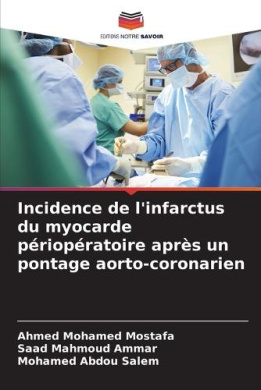 EDITIONS NOTRE SAVOIR
Incidence de l'infarctus
du myocarde
périopératoire après un
pontage aorto-coronarien
Ahmed Mohamed Mostafa
Saad Mahmoud Ammar
Mohamed Abdou Salem